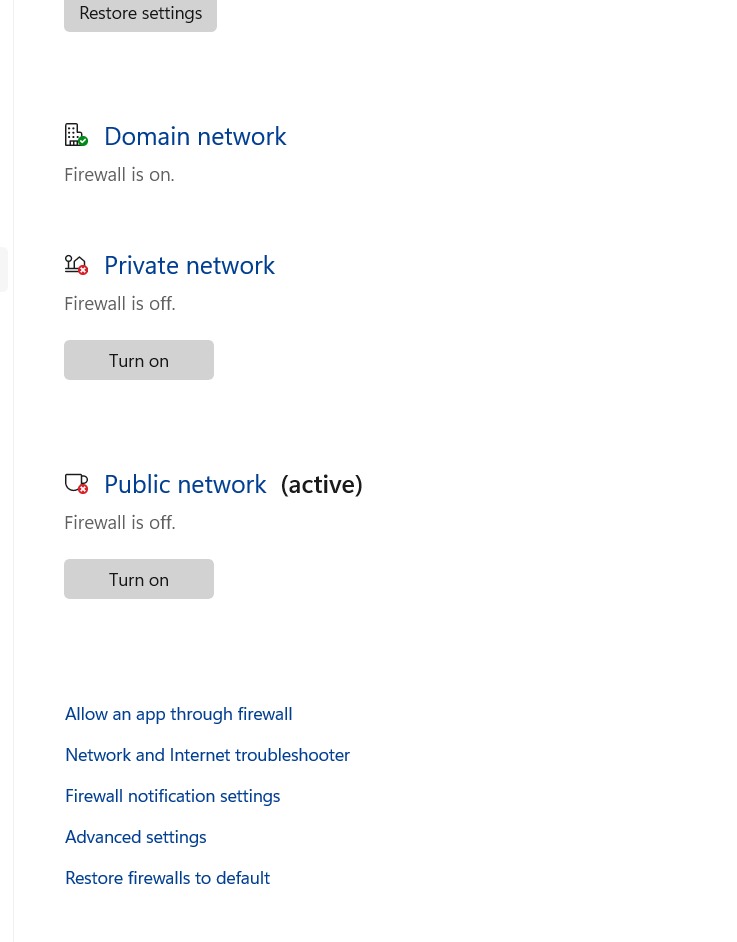 Restore settings
Domain network
Firewall is on.
Private network
Firewall is off.
Turn on
Public network (active)
Firewall is off.
Turn on
Allow an app through firewall
Network and Internet troubleshooter
Firewall notification settings
Advanced settings
Restore firewalls to default